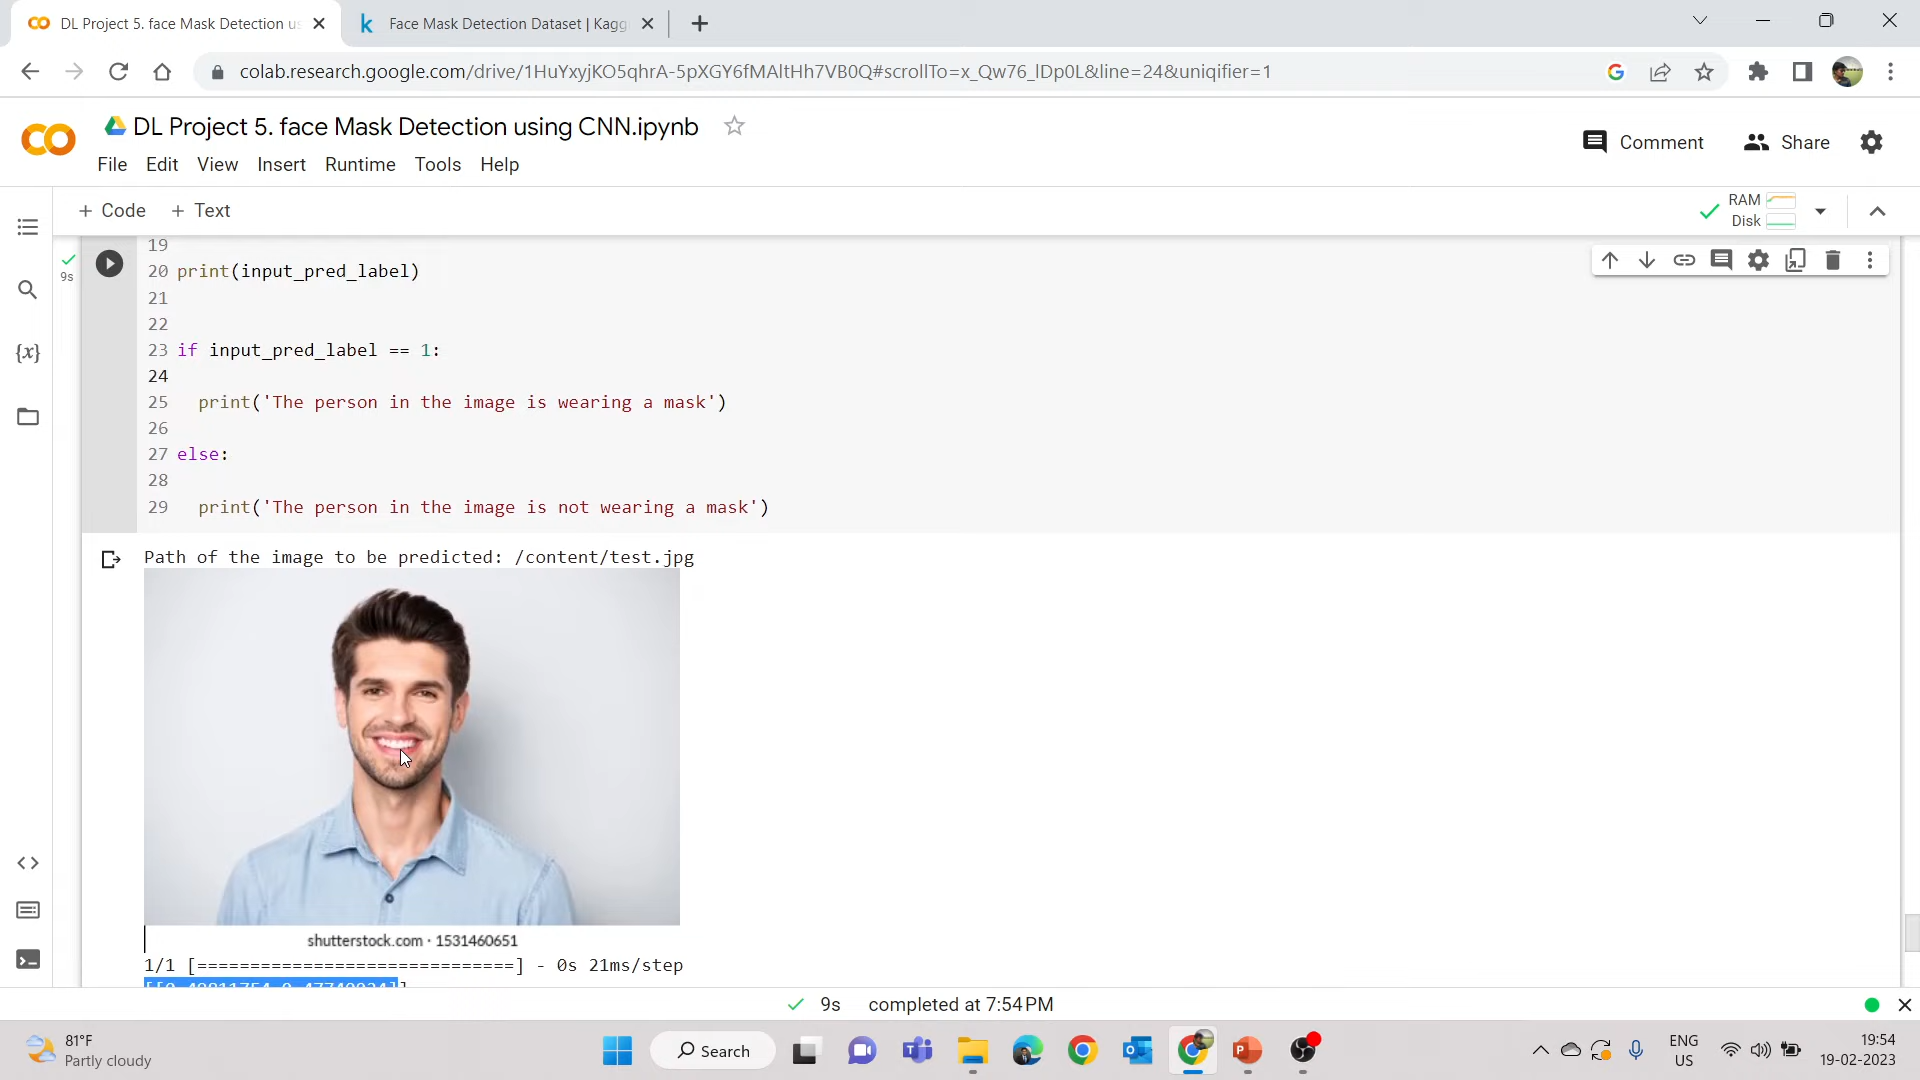 DL Project 5. face Mask Detection us
Face Mask Detection Dataset | Kagg
colab.research.google.com/drive/1HuYxyjKO5qhrA-5pXGY6fMAltHh7VB0Q#scrollTo=x_Qw76_lDp0L&line=24&uniqifier=1
DL Project 5. face Mask Detection using CNN.ipynb
Comment
Share
File Edit View Insert Runtime Tools Help
+ Code + Text
RAM
Disk
9s
19
20 print(input_pred_label)
21
22
23 if input_pred_label == 1:
24
25 print('The person in the image is wearing a mask')
26
27 else:
28
29 print('The person in the image is not wearing a mask')
{x}
Path of the image to be predicted: /content/test.jpg
shutterstock.com · 1531460651
1/1 [==============================] - 0s 21ms/step
9s completed at 7:54 PM
81°F
Partly cloudy
Search
ENG
US
19:54
19-02-2023